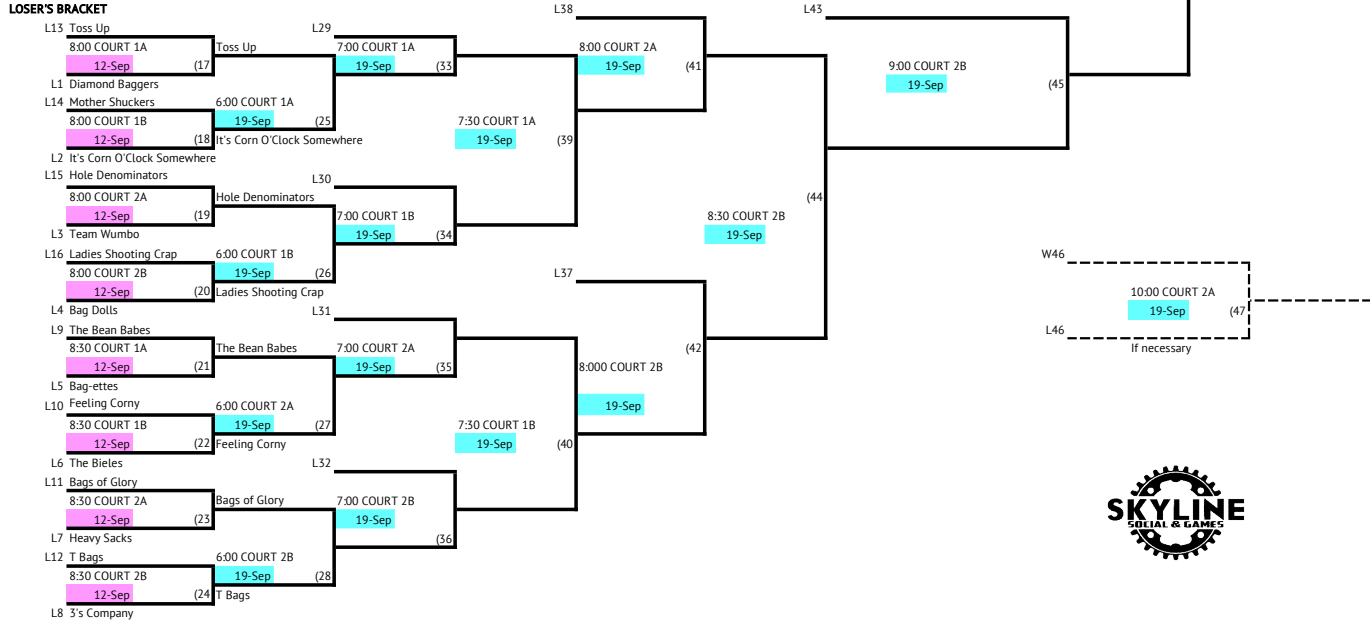 LOSER'S BRACKET
L38
L43
L13 Toss Up
L29
8:00 COURT 1A
Toss Up
7:00 COURT 1A
8:00 COURT 2A
12-Sep (17
19-Sep (33
19-Sep (41
9:00 COURT 2B
19-Sep (45
L1 Diamond Baggers
L14 Mother Shuckers
6:00 COURT 1A
8:00 COURT 1B
19-Sep (25
7:30 COURT 1A
12-Sep (18
It's Corn O'Clock Somewhere
19-Sep (39
L2 It's Corn O'Clock Somewhere
L15 Hole Denominators
L30
8:00 COURT 2A
Hole Denominators
(44
12-Sep (19
7:00 COURT 1B
8:30 COURT 2B
L3 Team Wumbo
19-Sep (34
19-Sep
L16 Ladies Shooting Crap
6:00 COURT 1B
W46
8:00 COURT 2B
19-Sep (26
L37
12-Sep (20
Ladies Shooting Crap
10:00 COURT 2A
L4 Bag Dolls
L31
19-Sep (47
L9 The Bean Babes
L46
8:30 COURT 1A
The Bean Babes
7:00 COURT 2A
(42
If necessary
12-Sep (21
19-Sep (35
8:000 COURT 2B
L5 Bag-ettes
L10 Feeling Corny
6:00 COURT 2A
19-Sep
8:30 COURT 1B
19-Sep (27
7:30 COURT 1B
12-Sep (22
Feeling Corny
19-Sep (40
L6 The Bieles
L32
L11 Bags of Glory
8:30 COURT 2A
Bags of Glory
7:00 COURT 2B
12-Sep (23
19-Sep
SKYLINE
SOCIAL & GAMES
L7 Heavy Sacks
(36
L12 T Bags
6:00 COURT 2B
8:30 COURT 2B
19-Sep (28
12-Sep (24
T Bags
L8 3's Company